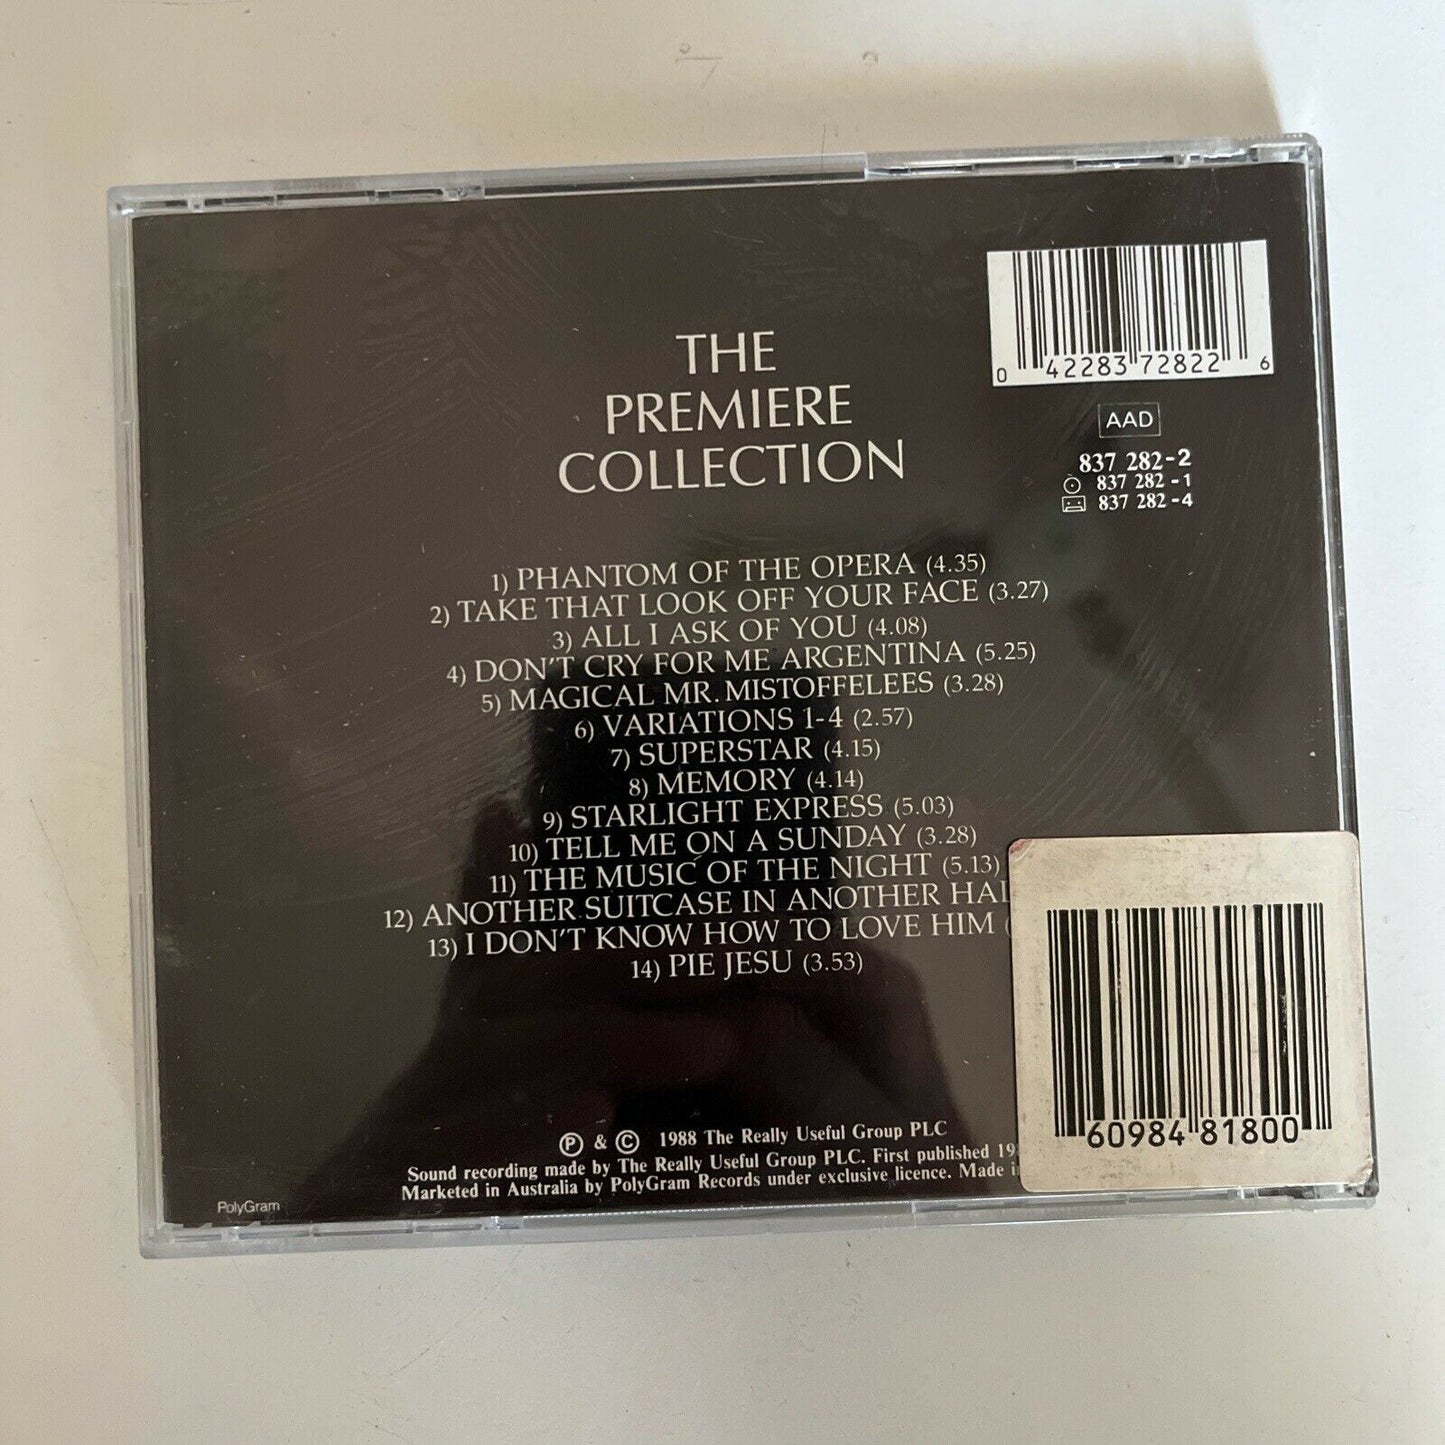 0 42283 72822 6
AAD
837 282-2
837 282-1
837 282-4
THE
PREMIERE
COLLECTION
1) PHANTOM OF THE OPERA (4.35)
2) TAKE THAT LOOK OFF YOUR FACE (3.27)
3) ALL I ASK OF YOU (4.08)
4) DON'T CRY FOR ME ARGENTINA (5.25)
5) MAGICAL MR. MISTOFFELEES (3.28)
6) VARIATIONS 1-4 (2.57)
7) SUPERSTAR (4.15)
8) MEMORY (4.14)
9) STARLIGHT EXPRESS (5.03)
10) TELL ME ON A SUNDAY (3.28)
11) THE MUSIC OF THE NIGHT (5.13)
12) ANOTHER SUITCASE IN ANOTHER HAL
13) I DON'T KNOW HOW TO LOVE HIM (
14) PIE JESU (3.53)
60984 81800
℗ & © 1988 The Really Useful Group PLC
Sound recording made by The Really Useful Group PLC. First published 19
Marketed in Australia by PolyGram Records under exclusive licence. Made in
PolyGram